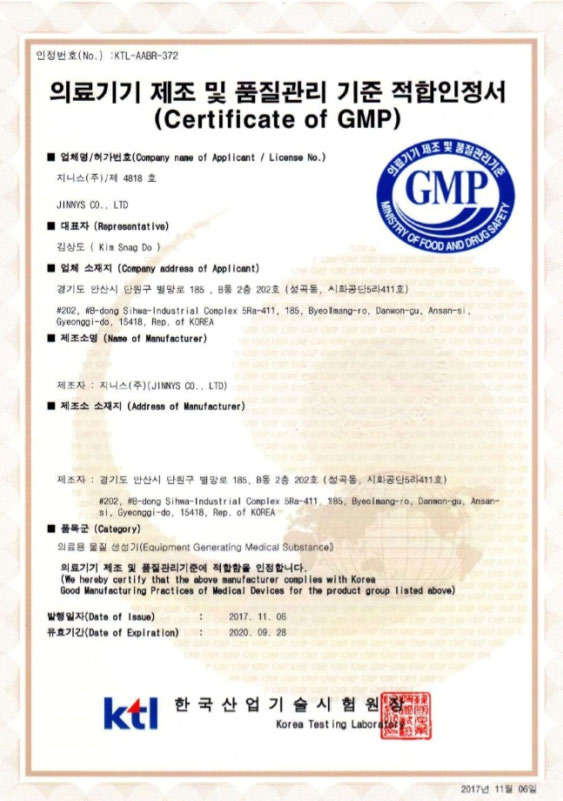 인정번호(No.) :KTL-AABR-372
의료기기 제조 및 품질관리 기준 적합인정서
(Certificate of GMP)
■ 업체명/허가번호(Company name of Applicant / License No.)
지니스(주)/제 4818 호
JINNYS CO., LTD
의료기기 제조 및 품질관리기준
GMP
MINISTRY OF FOOD AND DRUG SAFETY
■ 대표자 (Representative)
김상도 ( Kim Snag Do )
■ 업체 소재지 (Company address of Applicant)
경기도 안산시 단원구 별망로 185 , B동 2층 202호 (성곡동, 시화공단5라411호)
#202, #B-dong Sihwa-Industrial Complex 5Ra-411, 185, Byeollmang-ro, Danwon-gu, Ansan-si,
Gyeonggi-do, 15418, Rep. of KOREA
■ 제조소명 (Name of Manufacturer)
제조자 : 지니스(주)(JINNYS CO., LTD)
■ 제조소 소재지 (Address of Manufacturer)
제조자 : 경기도 안산시 단원구 별망로 185, B동 2층 202호 (성곡동, 시화공단5라411호)
#202, #B-dong Sihwa-Industrial Complex 5Ra-411, 185, Byeolmang-ro, Danwon-gu, Ansan-
si, Gyeonggi-do, 15418, Rep. of KOREA
■ 품목군 (Category)
의료용 물질 생성기(Equipment Generating Medical Substance)
의료기기 제조 및 품질관리기준에 적합함을 인정합니다.
(We hereby certify that the above manufacturer complies with Korea
Good Manufacturing Practices of Medical Devices for the product group listed above)
발행일자(Date of Issue) : 2017. 11. 06
유효기간(Date of Expiration) : 2020. 09. 28
ktl 한국산업기술시험원장
Korea Testing Laboratory
2017년 11월 06일